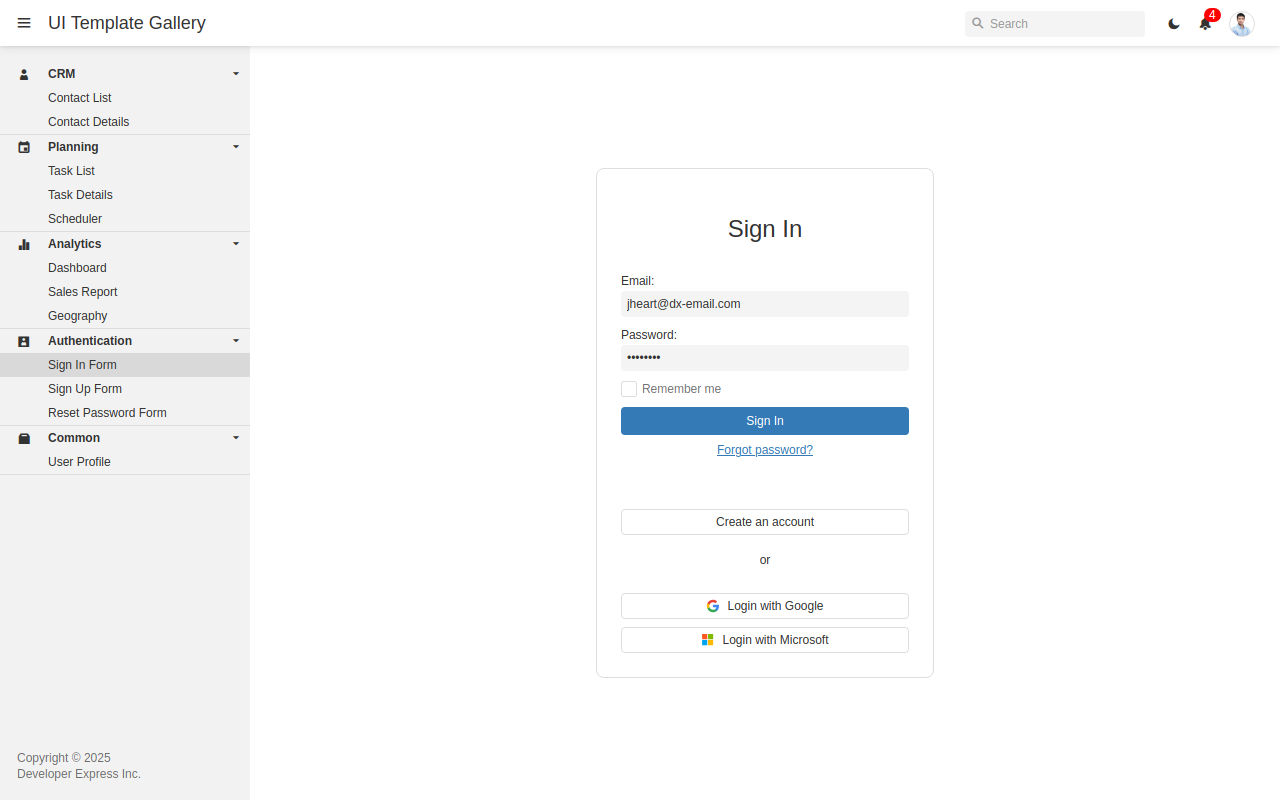 UI Template Gallery
Search
4
CRM
Contact List
Contact Details
Planning
Task List
Task Details
Scheduler
Analytics
Dashboard
Sales Report
Geography
Authentication
Sign In Form
Sign Up Form
Reset Password Form
Common
User Profile
Copyright © 2025
Developer Express Inc.
Sign In
Email:
jheart@dx-email.com
Password:
••••••••
Remember me
Sign In
Forgot password?
Create an account
or
Login with Google
Login with Microsoft